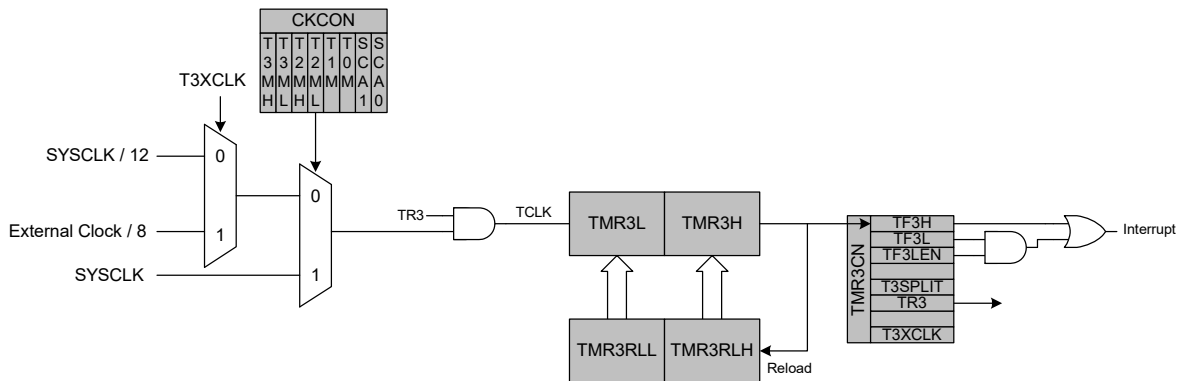 CKCON
T3MH
T3ML
T2MH
T2ML
T1M
T0M
SCA1
SCA0
T3XCLK
SYSCLK / 12
0
External Clock / 8
1
SYSCLK
0
1
TR3
TCLK
TMR3L
TMR3H
TMR3RLL
TMR3RLH
Reload
TMR3CN
TF3H
TF3L
TF3LEN
T3SPLIT
TR3
T3XCLK
Interrupt